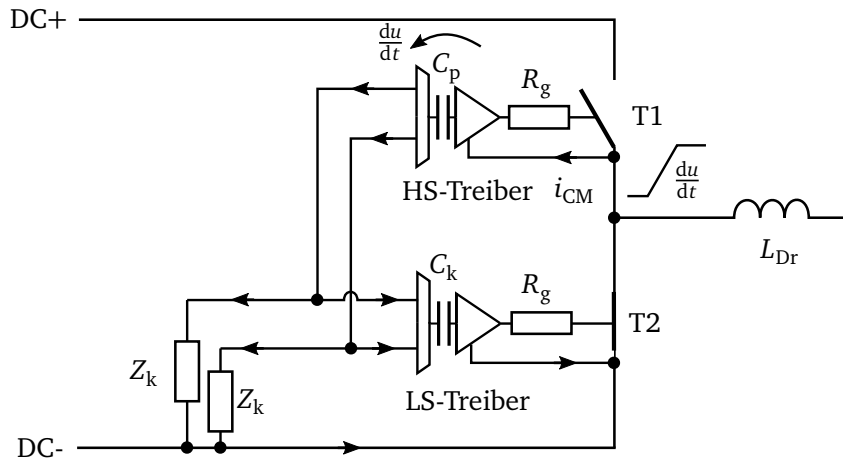 DC+
du
dt
C_p
R_g
T1
HS-Treiber
i_CM
du
dt
L_Dr
C_k
R_g
T2
Z_k
Z_k
LS-Treiber
DC-